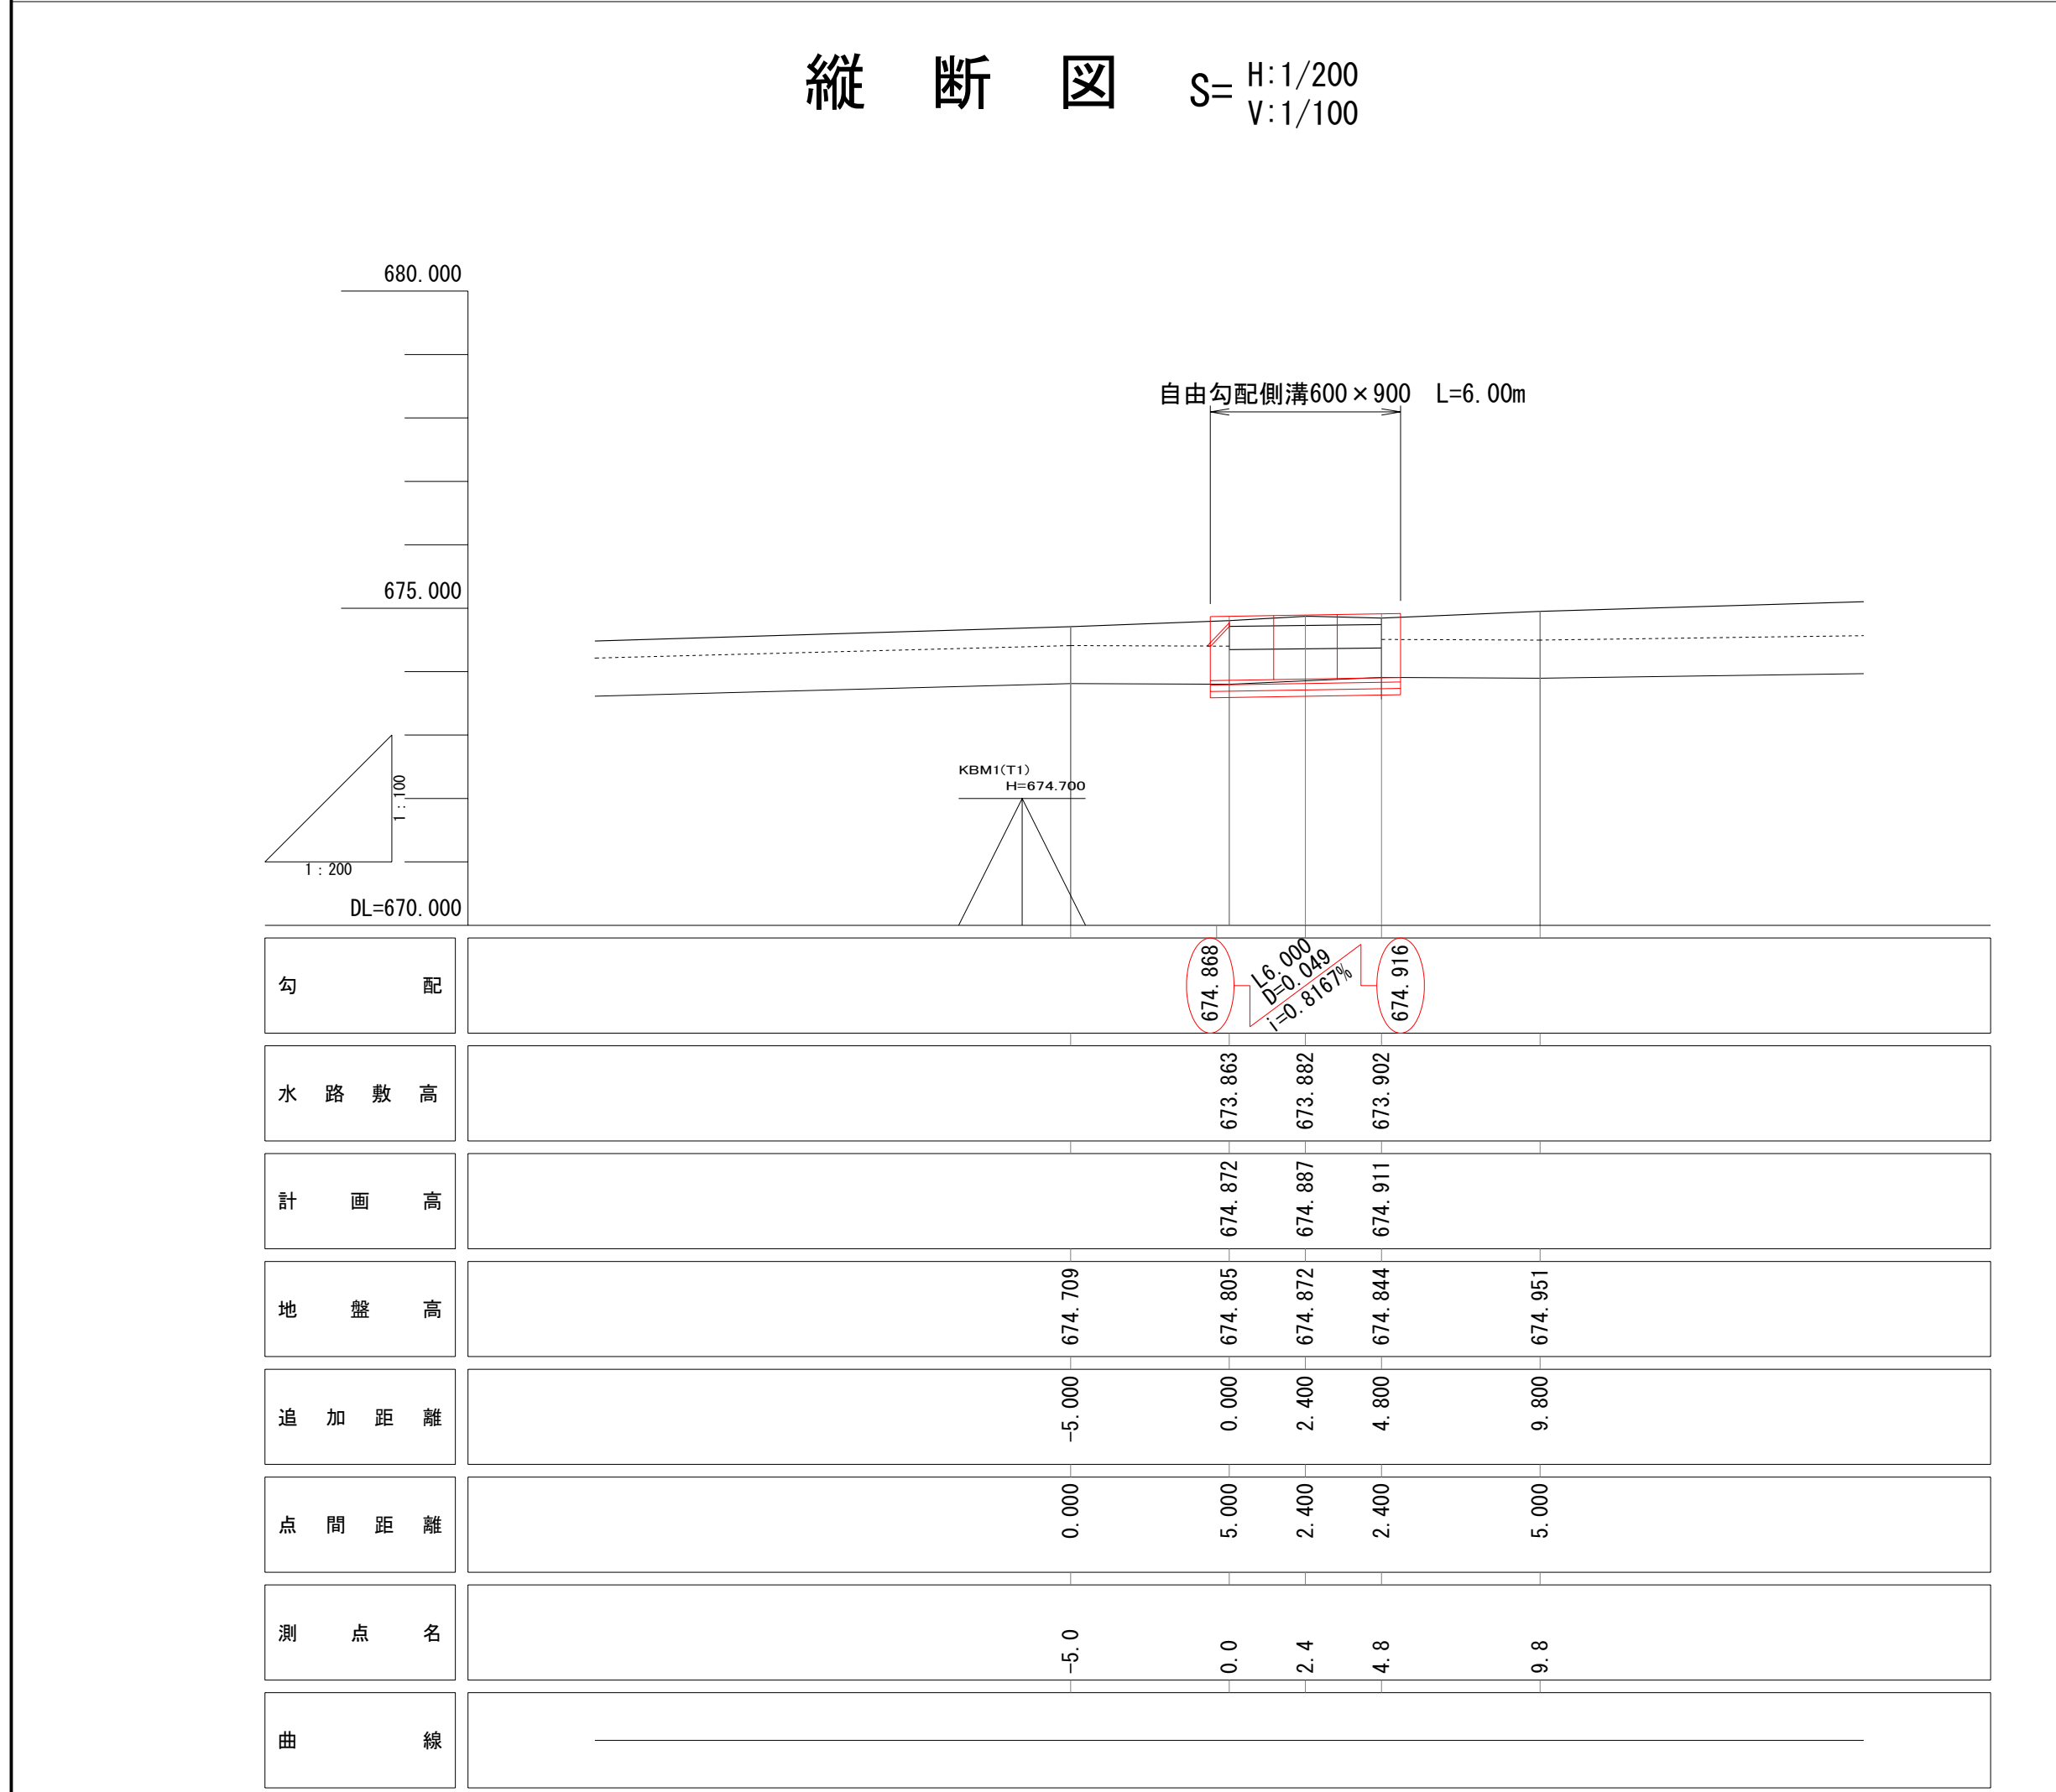 縦断図 S= H:1/200
V:1/100
680.000
自由勾配側溝600×900 L=6.00m
675.000
KBM1(T1)
H=674.700
1:100
1:200
DL=670.000
勾配 674.868 L6.000 D=0.049 i=0.8167% 674.916
水路敷高 673.863 673.882 673.902
計画高 674.872 674.887 674.911
地盤高 674.709 674.805 674.872 674.844 674.951
追加距離 -5.000 0.000 2.400 4.800 9.800
点間距離 0.000 5.000 2.400 2.400 5.000
測点名 -5.0 0.0 2.4 4.8 9.8
曲線